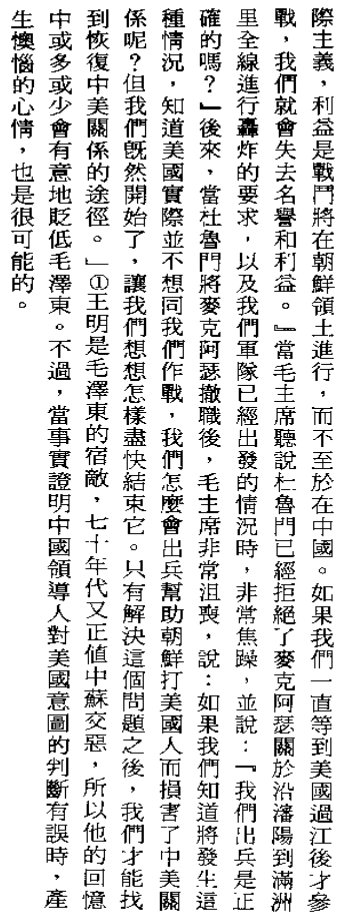 際主義，利益是戰鬥將在朝鮮領土進行，而不至於在中國。如果我們一直等到美國過江後才參
戰，我們就會失去名譽和利益。』當毛主席聽說杜魯門已經拒絕了麥克阿瑟關於沿瀋陽到滿洲
里全線進行轟炸的要求，以及我們軍隊已經出發的情況時，非常焦躁，並說：『我們出兵是正
確的嗎？』後來，當杜魯門將麥克阿瑟撤職後，毛主席非常沮喪，說：如果我們知道將發生這
種情況，知道美國實際並不想同我們作戰，我們怎麼會出兵幫助朝鮮打美國人而損害了中美關
係呢？但我們既然開始了，讓我們想想怎樣盡快結束它。只有解決這個問題之後，我們才能找
到恢復中美關係的途徑。」①王明是毛澤東的宿敵，七十年代又正值中蘇交惡，所以他的回憶
中或多或少會有意地貶低毛澤東。不過，當事實證明中國領導人對美國意圖的判斷有誤時，產
生懊惱的心情，也是很可能的。